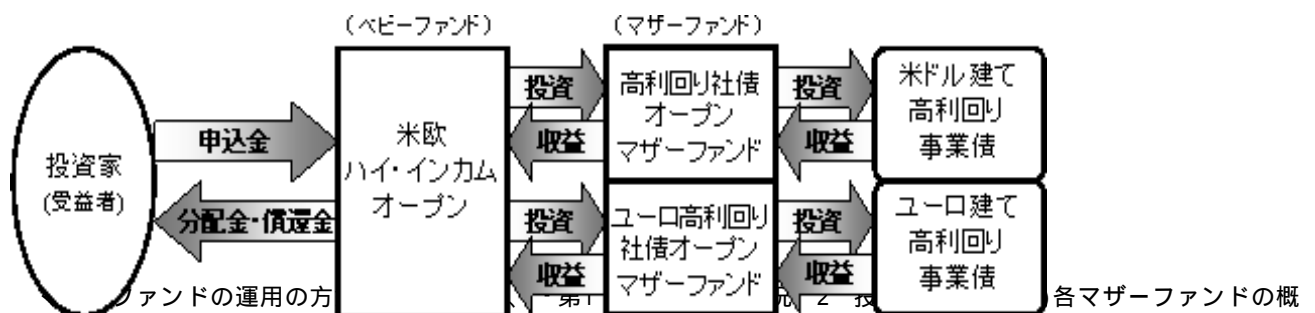 （ベビーファンド）
（マザーファンド）
投資家
(受益者)
申込金
分配金・償還金
米欧
ハイ・インカム
オープン
投資
収益
高利回り社債
オープン
マザーファンド
投資
収益
米ドル建て
高利回り
事業債
投資
収益
ユーロ高利回り
社債オープン
マザーファンド
投資
収益
ユーロ建て
高利回り
事業債
ファンドの運用の方
第
2
投
各マザーファンドの概